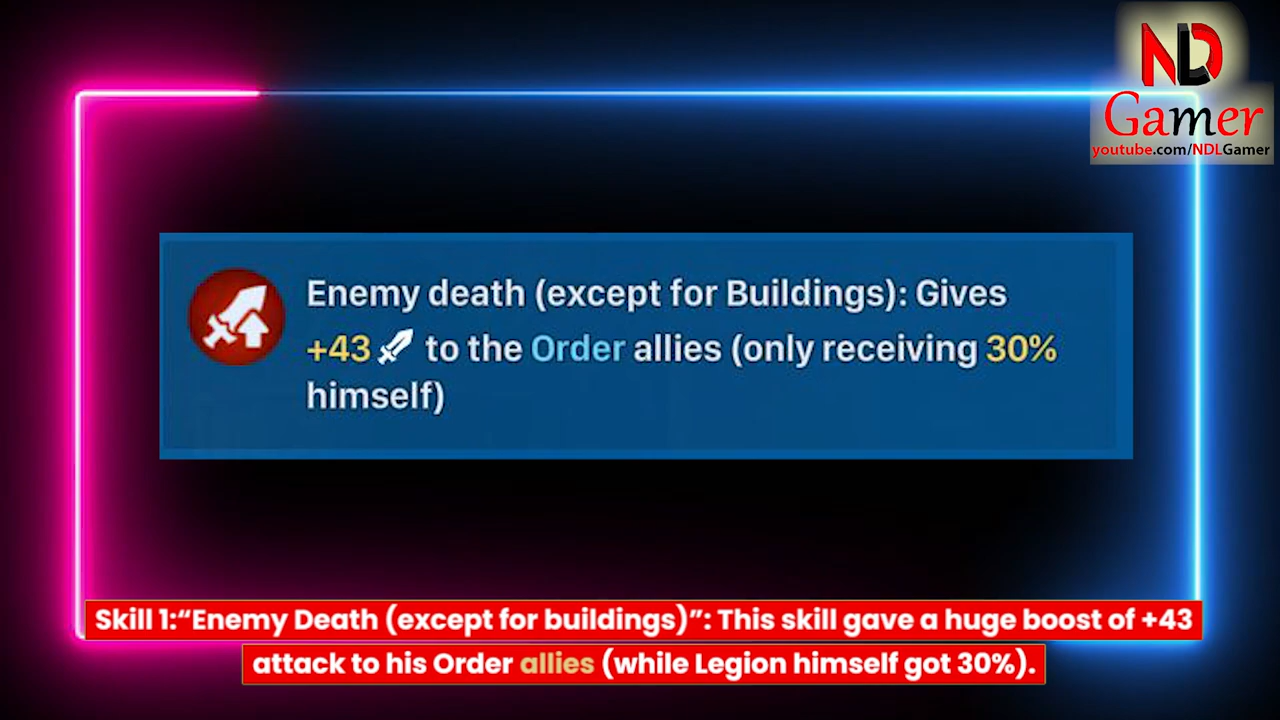 NDL
Gamer
youtube.com/NDLGamer
Enemy death (except for Buildings): Gives
+43 to the Order allies (only receiving 30%
himself)
Skill 1:“Enemy Death (except for buildings)”: This skill gave a huge boost of +43
attack to his Order allies (while Legion himself got 30%).